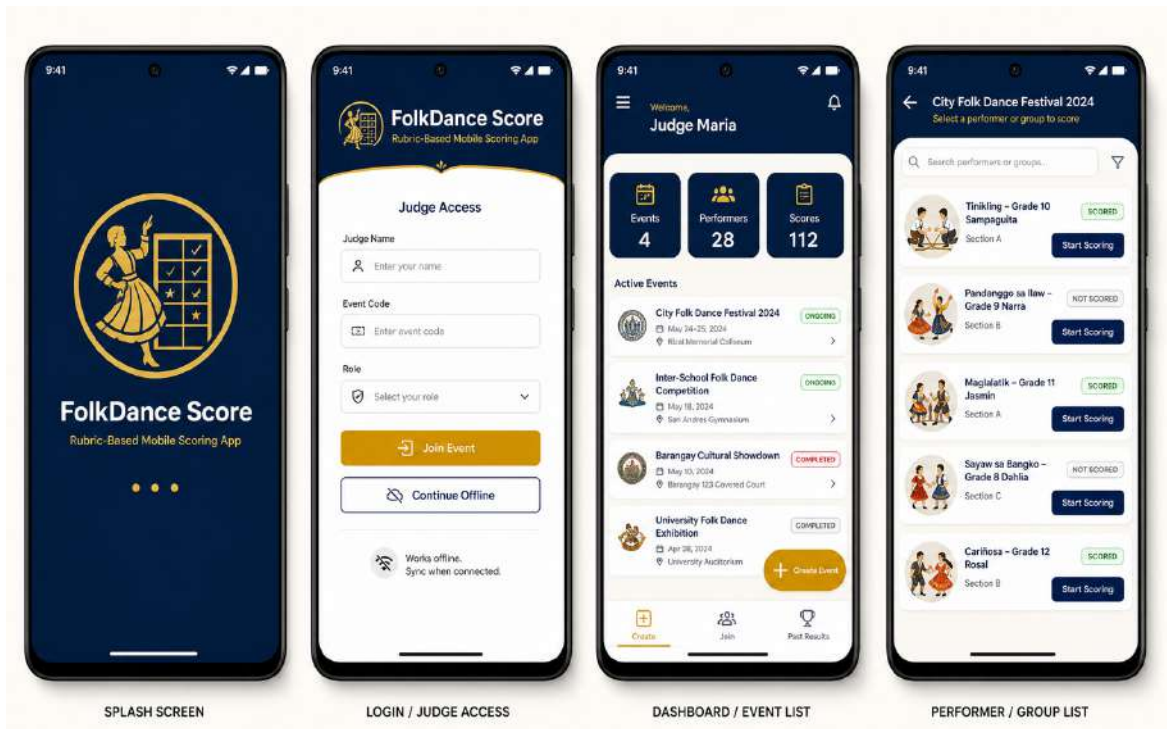 9:41
FolkDance Score
Rubric-Based Mobile Scoring App
SPLASH SCREEN
9:41
FolkDance Score
Rubric-Based Mobile Scoring App
Judge Access
Judge Name
Enter your name
Event Code
Enter event code
Role
Select your role
Join Event
Continue Offline
Works offline.
Sync when connected.
LOGIN / JUDGE ACCESS
9:41
Welcome,
Judge Maria
Events
4
Performers
28
Scores
112
Active Events
City Folk Dance Festival 2024
ONGOING
May 24-25, 2024
Rizal Memorial Coliseum
Inter-School Folk Dance
Competition
ONGOING
May 18, 2024
San Andres Gymnasium
Barangay Cultural Showdown
COMPLETED
May 10, 2024
Barangay 123 Covered Court
University Folk Dance
Exhibition
COMPLETED
Apr 28, 2024
University Auditorium
Create Event
Create
Join
Past Results
DASHBOARD / EVENT LIST
9:41
City Folk Dance Festival 2024
Select a performer or group to score
Search performers or groups...
Tinikling – Grade 10
Sampaguita
SCORED
Section A
Start Scoring
Pandanggo sa Ilaw –
Grade 9 Narra
NOT SCORED
Section B
Start Scoring
Maglalatik – Grade 11
Jasmin
SCORED
Section A
Start Scoring
Sayaw sa Bangko –
Grade 8 Dahlia
NOT SCORED
Section C
Start Scoring
Cariñosa – Grade 12
Rosal
SCORED
Section B
Start Scoring
PERFORMER / GROUP LIST